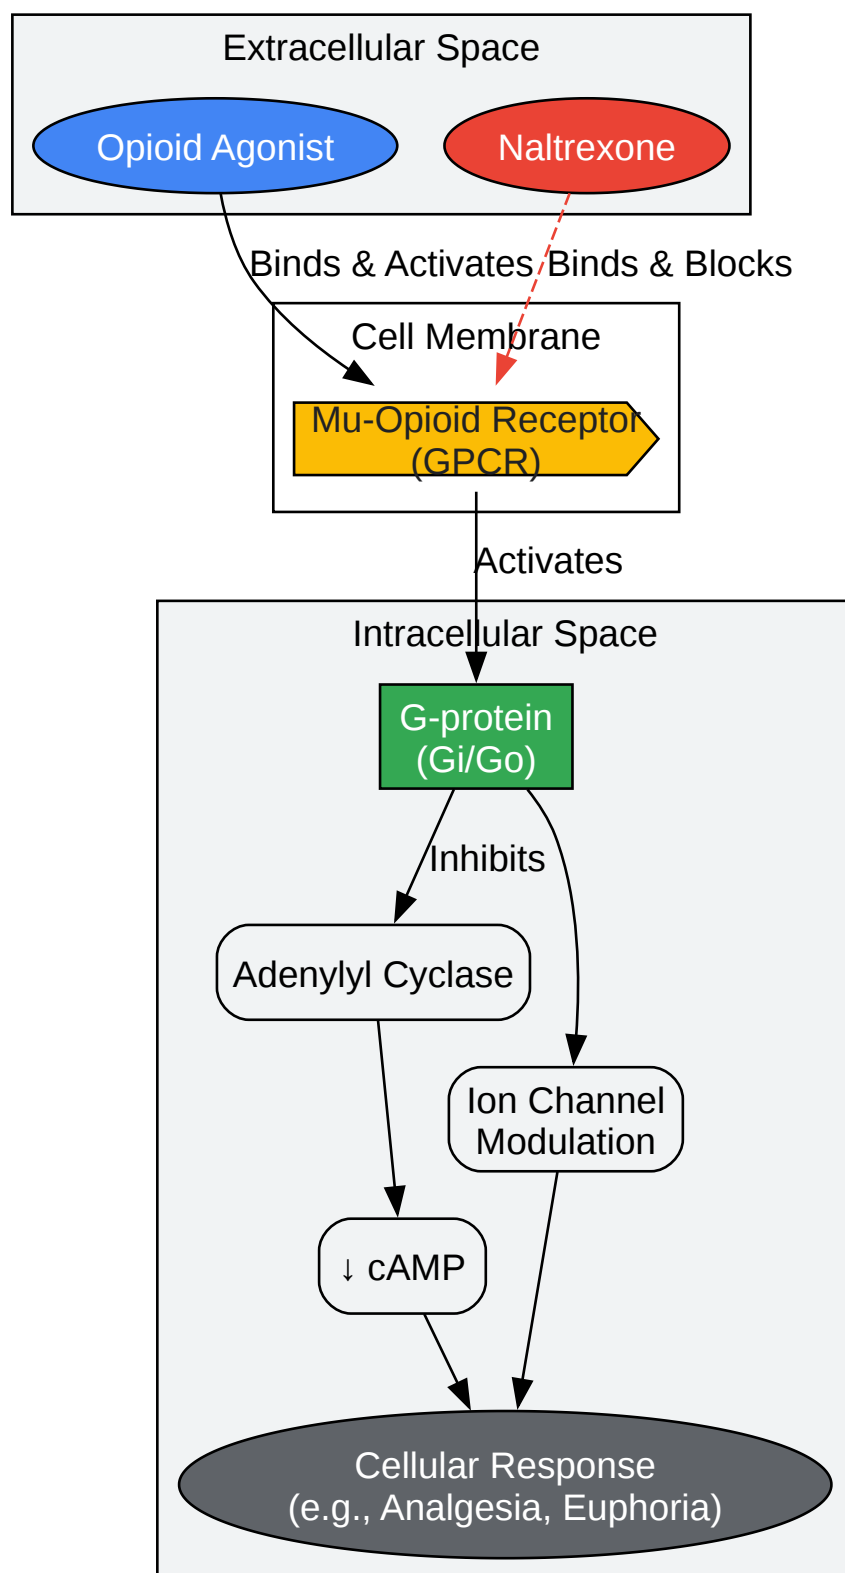 Extracellular Space
Opioid Agonist
Naltrexone
Binds & Activates
Binds & Blocks
Cell Membrane
Mu-Opioid Receptor
(GPCR)
Activates
Intracellular Space
G-protein
(Gi/Go)
Inhibits
Adenylyl Cyclase
Ion Channel
Modulation
↓ cAMP
Cellular Response
(e.g., Analgesia, Euphoria)